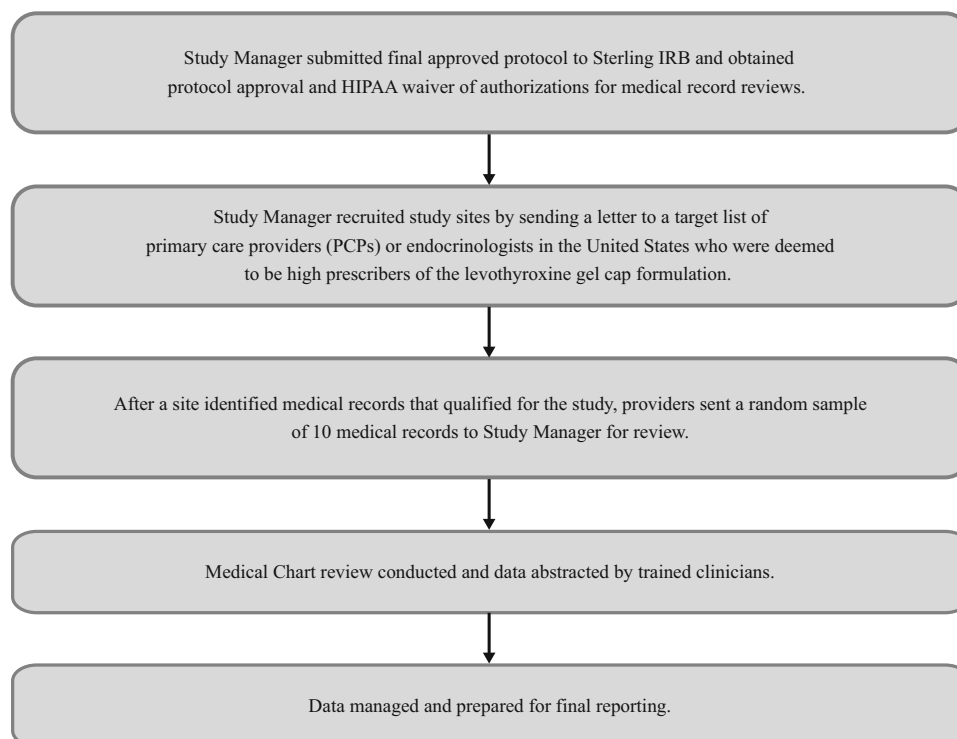 Study Manager submitted final approved protocol to Sterling IRB and obtained
protocol approval and HIPAA waiver of authorizations for medical record reviews.
Study Manager recruited study sites by sending a letter to a target list of
primary care providers (PCPs) or endocrinologists in the United States who were deemed
to be high prescribers of the levothyroxine gel cap formulation.
After a site identified medical records that qualified for the study, providers sent a random sample
of 10 medical records to Study Manager for review.
Medical Chart review conducted and data abstracted by trained clinicians.
Data managed and prepared for final reporting.